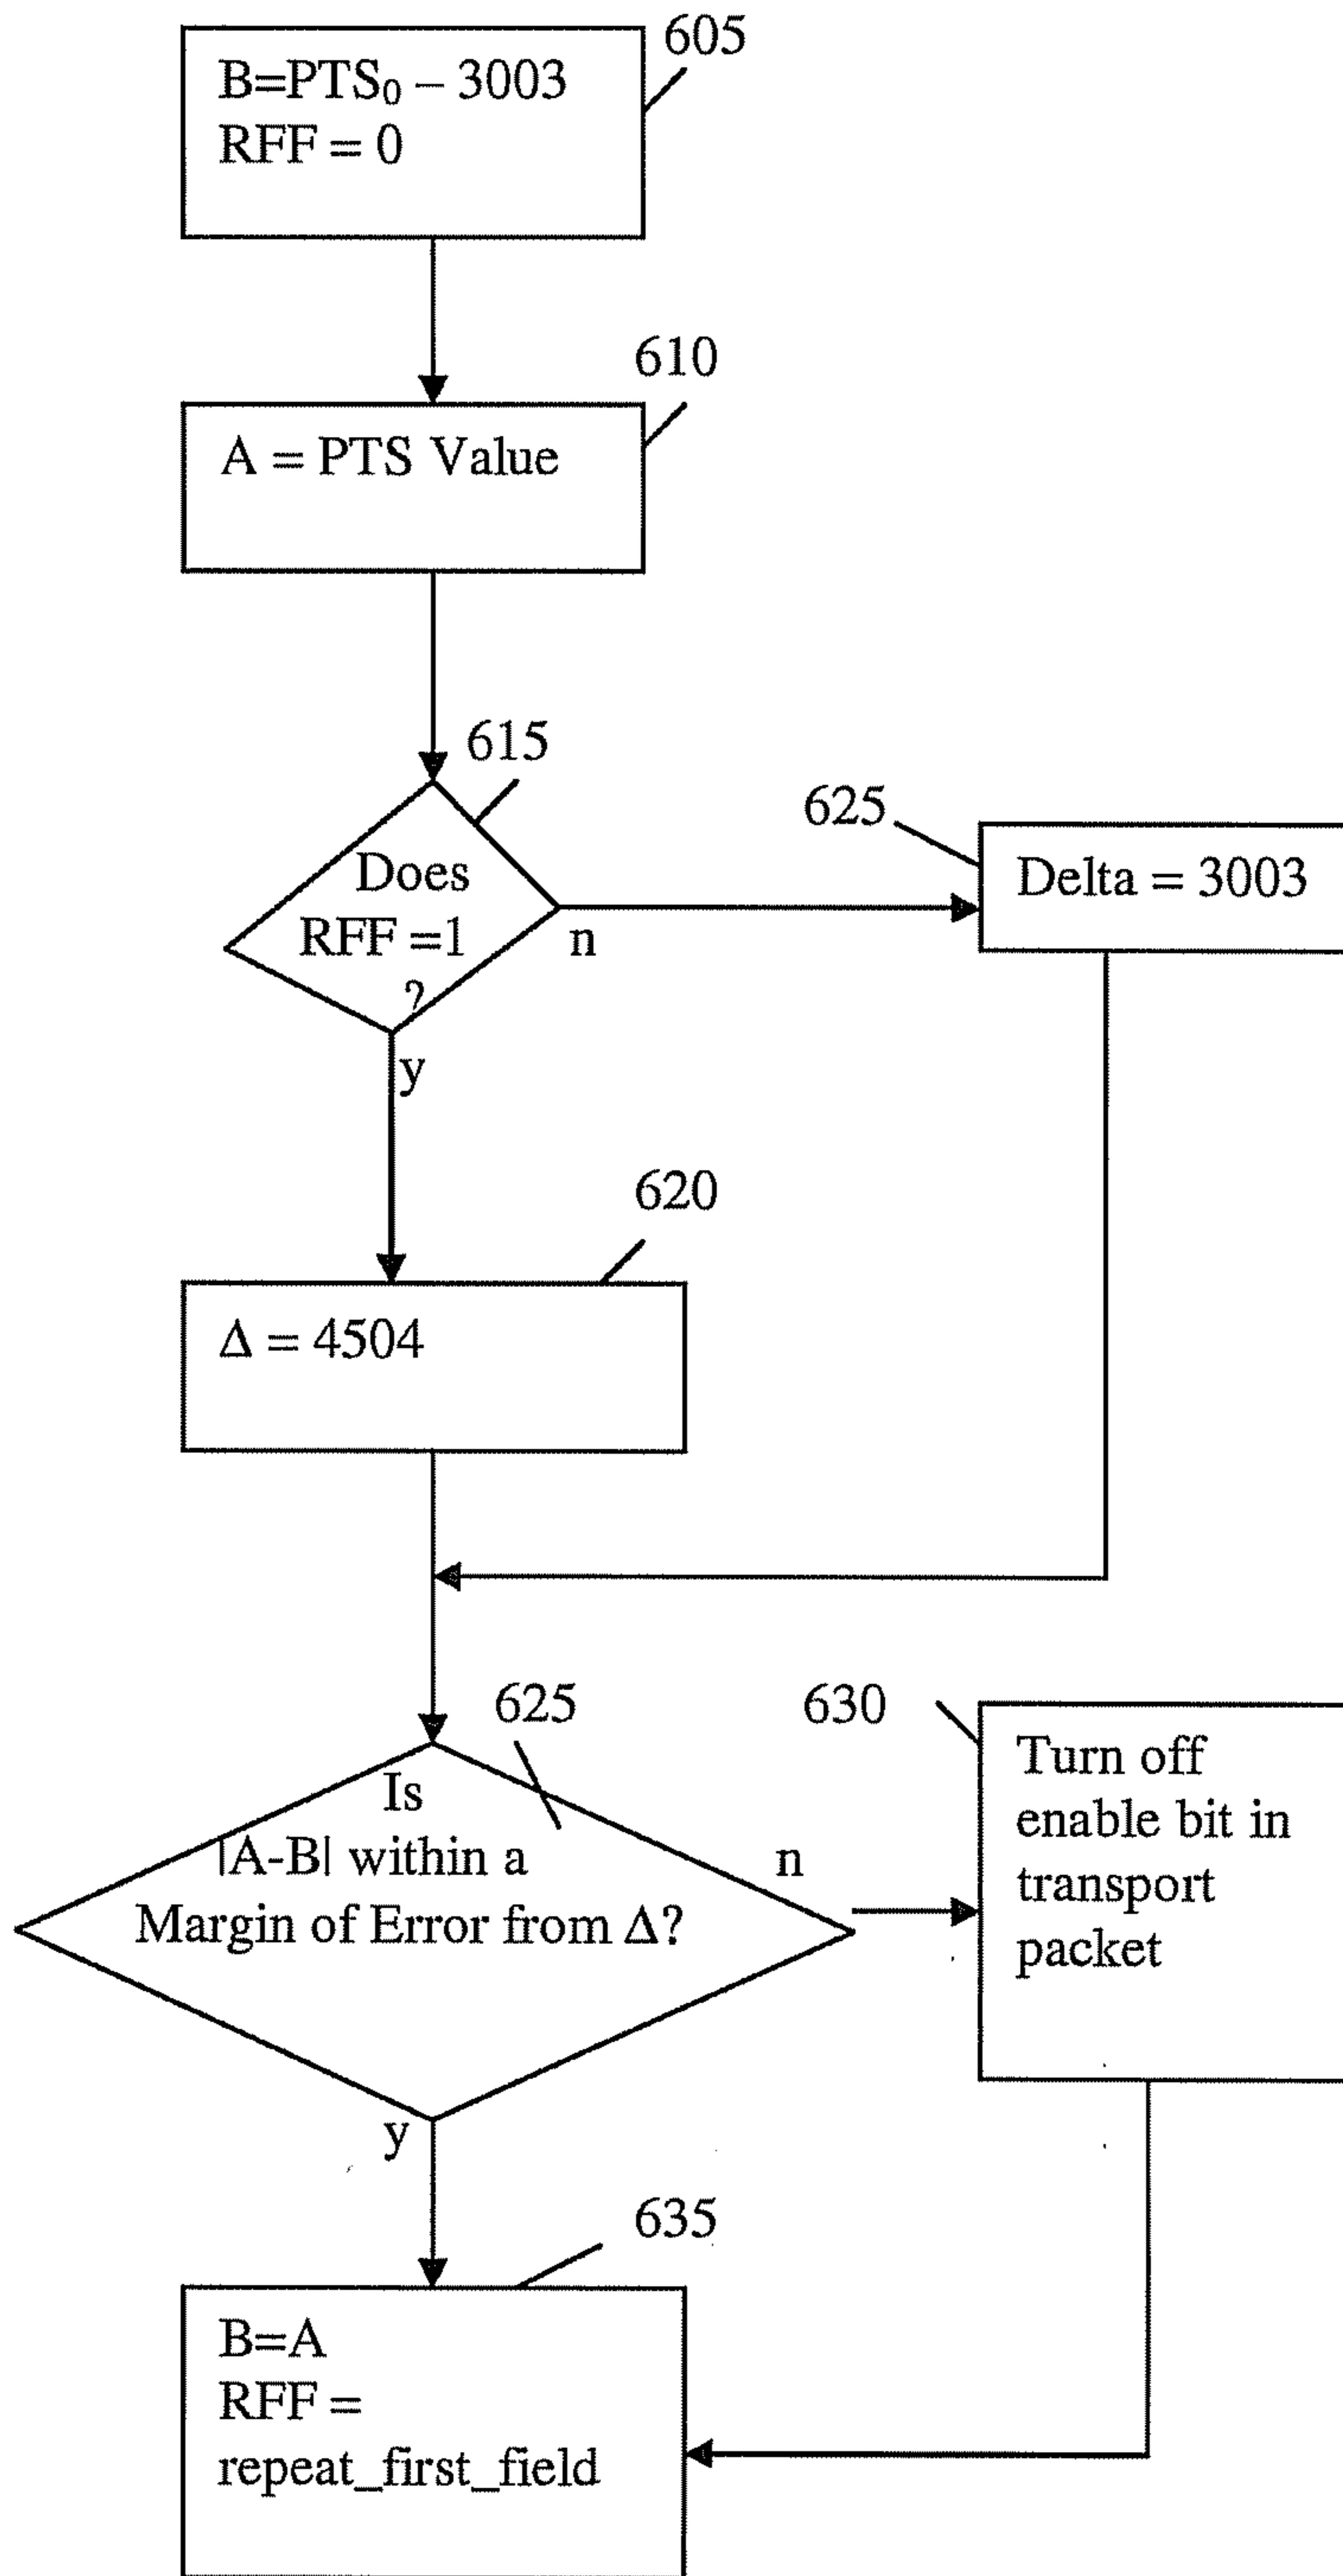 605
B=PTS₀ – 3003
RFF = 0
610
A = PTS Value
615
Does
RFF =1
?
n
y
625
Delta = 3003
620
Δ = 4504
625
Is
|A-B| within a
Margin of Error from Δ?
n
y
630
Turn off
enable bit in
transport
packet
635
B=A
RFF =
repeat_first_field